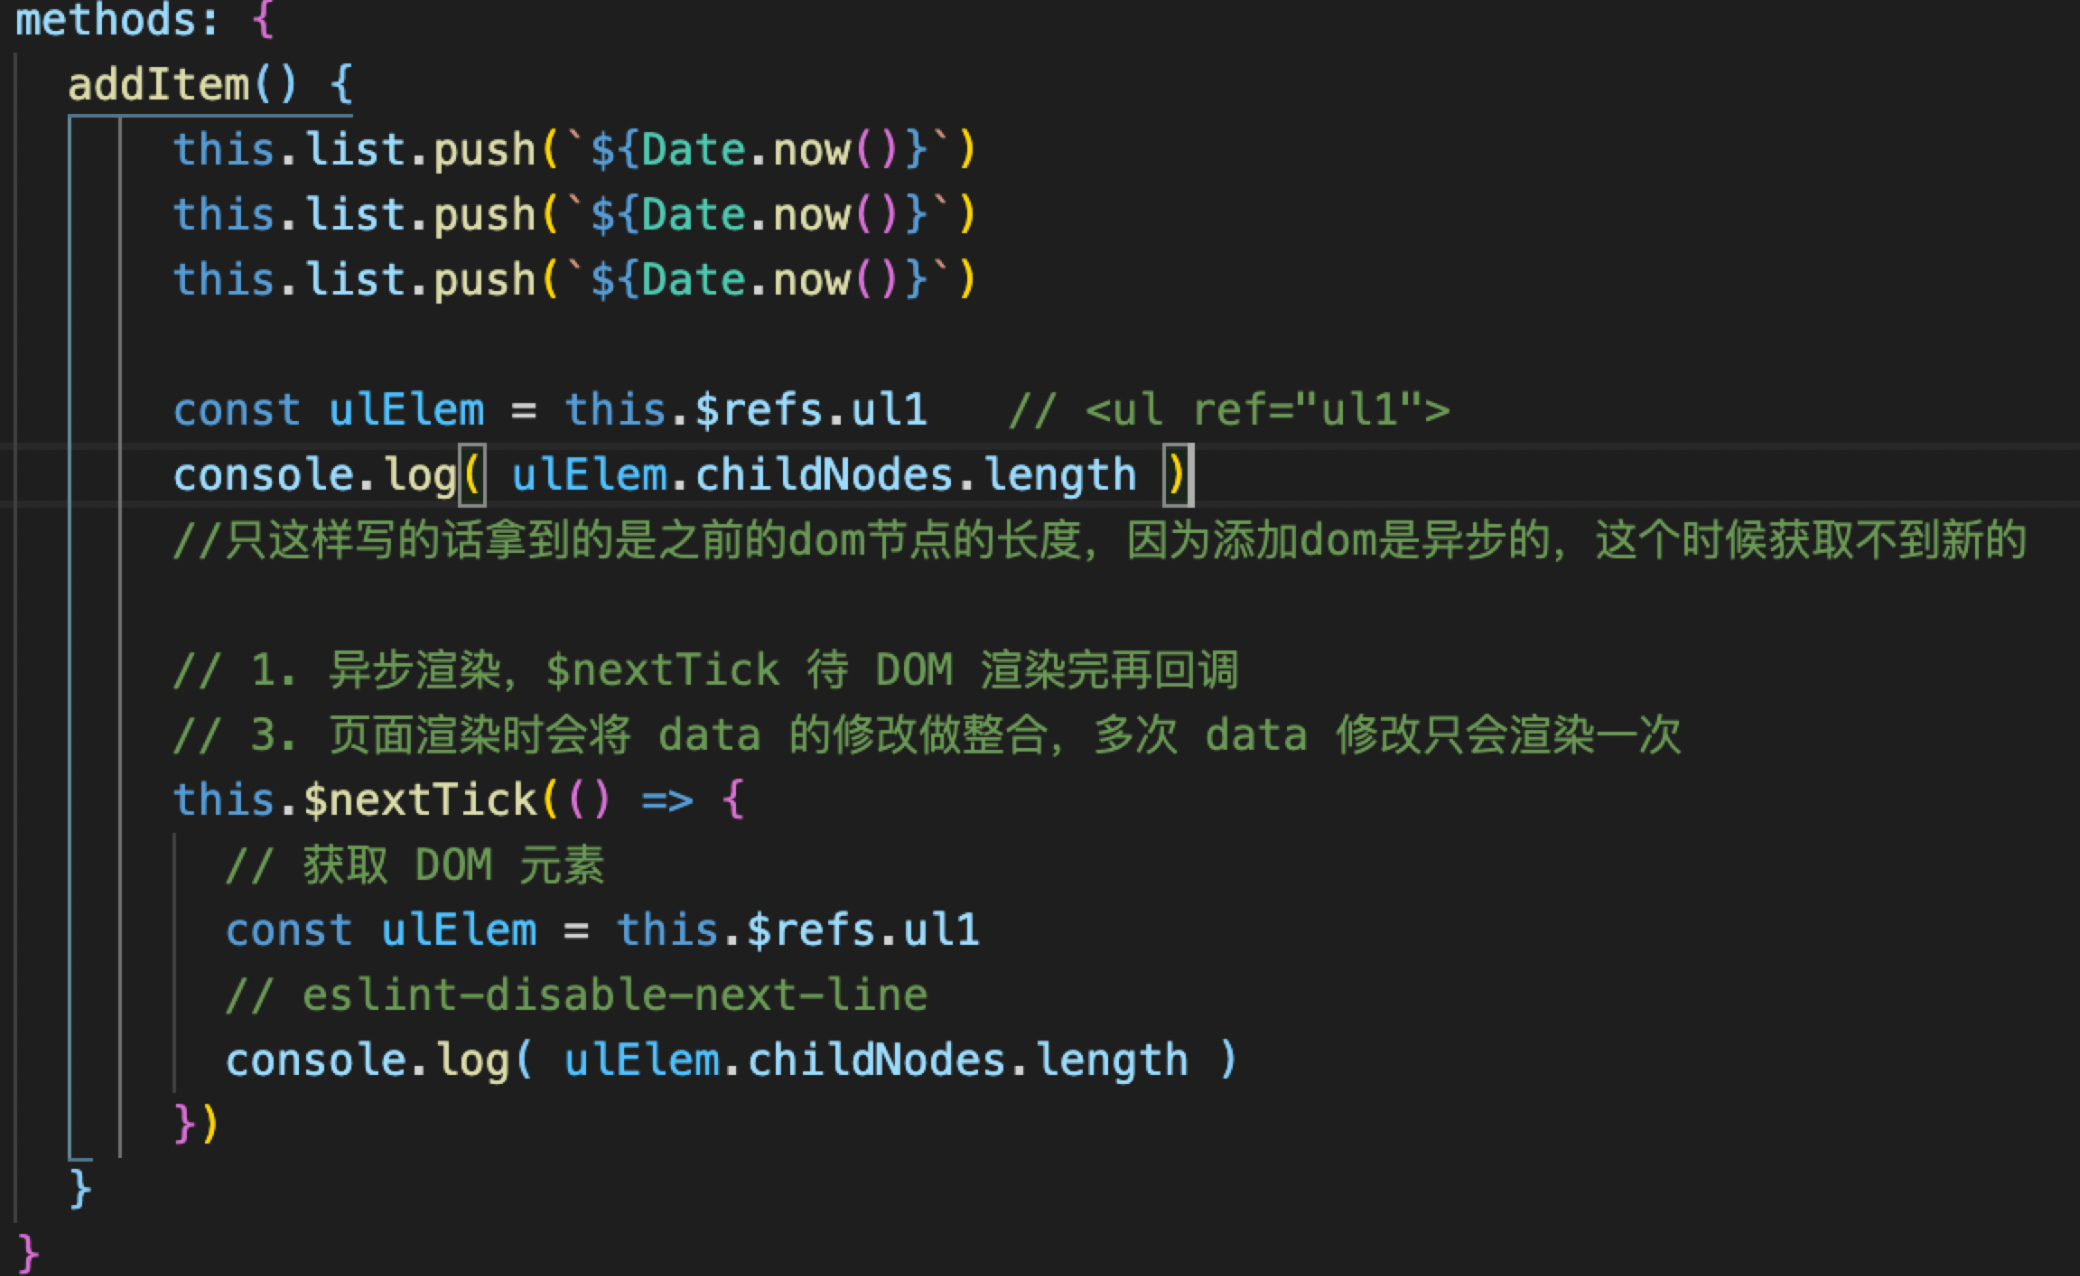 methods: {
addItem() {
this.list.push(`${Date.now()}`)
this.list.push(`${Date.now()}`)
this.list.push(`${Date.now()}`)
const ulElem = this.$refs.ul1 // <ul ref="ul1">
console.log( ulElem.childNodes.length )
//只这样写的话拿到的是之前的dom节点的长度，因为添加dom是异步的，这个时候获取不到新的
// 1. 异步渲染，$nextTick 待 DOM 渲染完再回调
// 3. 页面渲染时会将 data 的修改做整合，多次 data 修改只会渲染一次
this.$nextTick(() => {
// 获取 DOM 元素
const ulElem = this.$refs.ul1
// eslint-disable-next-line
console.log( ulElem.childNodes.length )
})
}
}